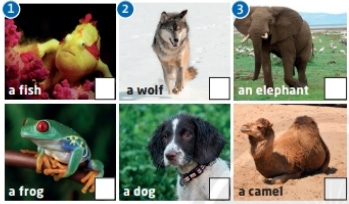 1
2
3
a fish
a wolf
an elephant
a frog
a dog
a camel